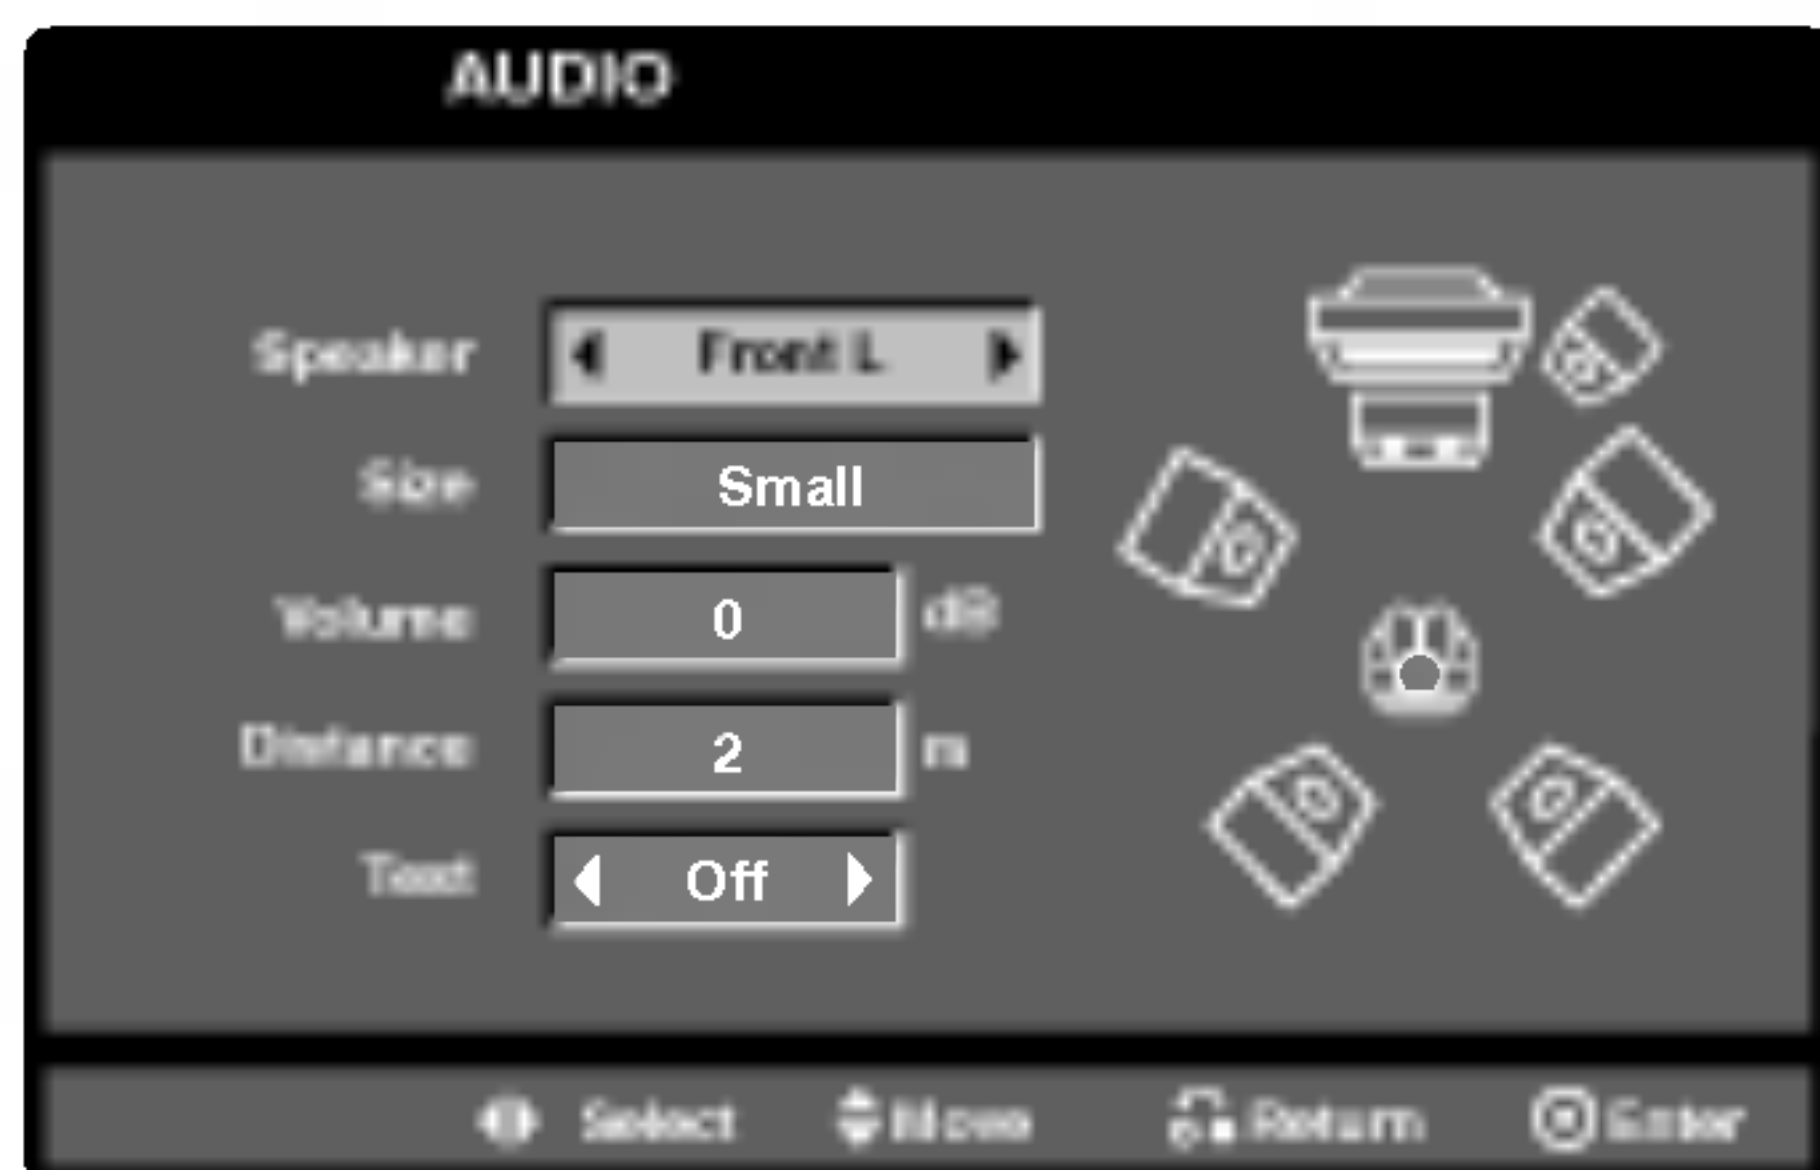 AUDIO
Speaker Front L
Size Small
Volume 0 dB
Distance 2 m
Test Off
Select Move Return Enter